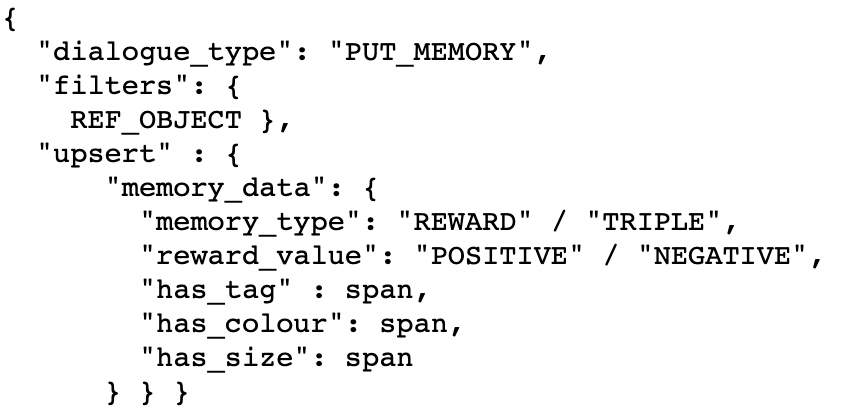 {
  "dialogue_type": "PUT_MEMORY",
  "filters": {
    REF_OBJECT },
  "upsert" : {
      "memory_data": {
        "memory_type": "REWARD" / "TRIPLE",
        "reward_value": "POSITIVE" / "NEGATIVE",
        "has_tag" : span,
        "has_colour": span,
        "has_size": span
      } } }